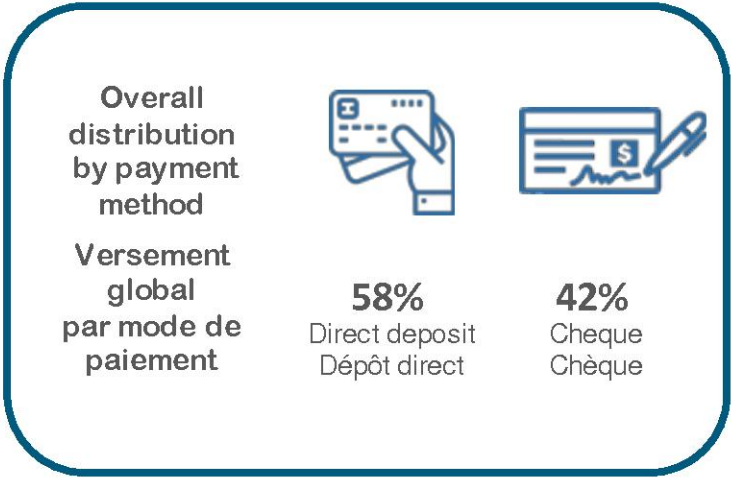 Overall
distribution
by payment
method
Versement
global
par mode de
paiement
$
58%
Direct deposit
Dépôt direct
42%
Cheque
Chèque